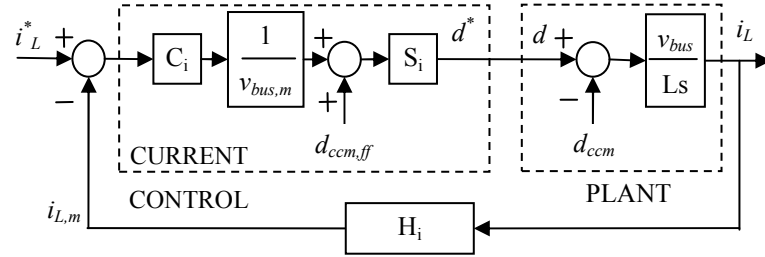 i*L
+
−
Ci
1
vbus,m
+
+
dccm,ff
Si
d*
d
+
−
dccm
vbus
Ls
iL
CURRENT
CONTROL
PLANT
iL,m
Hi